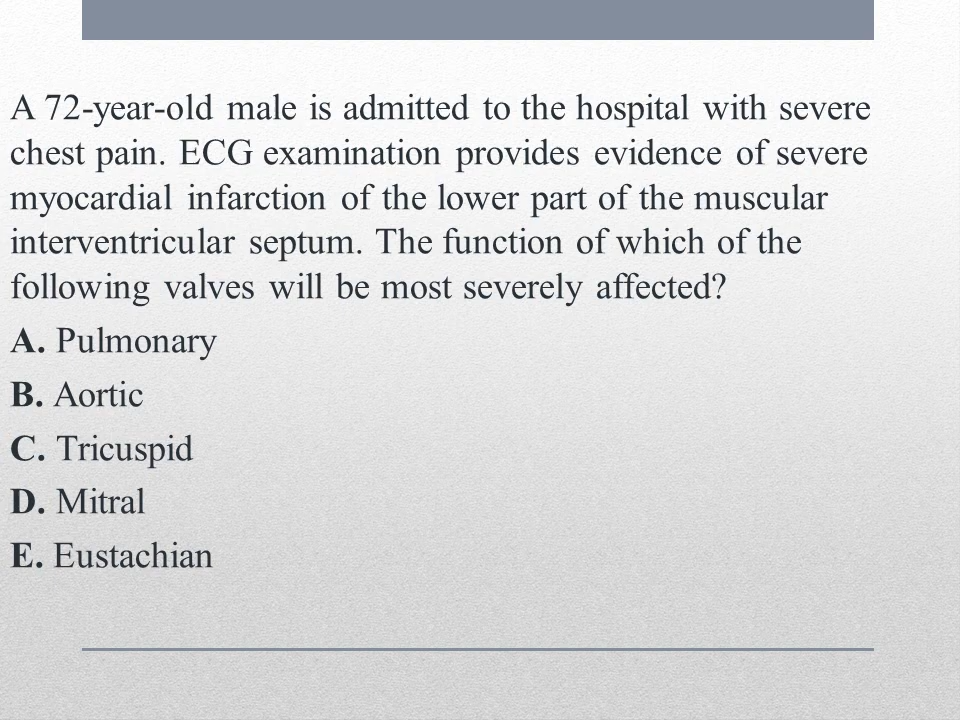 A 72-year-old male is admitted to the hospital with severe
chest pain. ECG examination provides evidence of severe
myocardial infarction of the lower part of the muscular
interventricular septum. The function of which of the
following valves will be most severely affected?
A. Pulmonary
B. Aortic
C. Tricuspid
D. Mitral
E. Eustachian